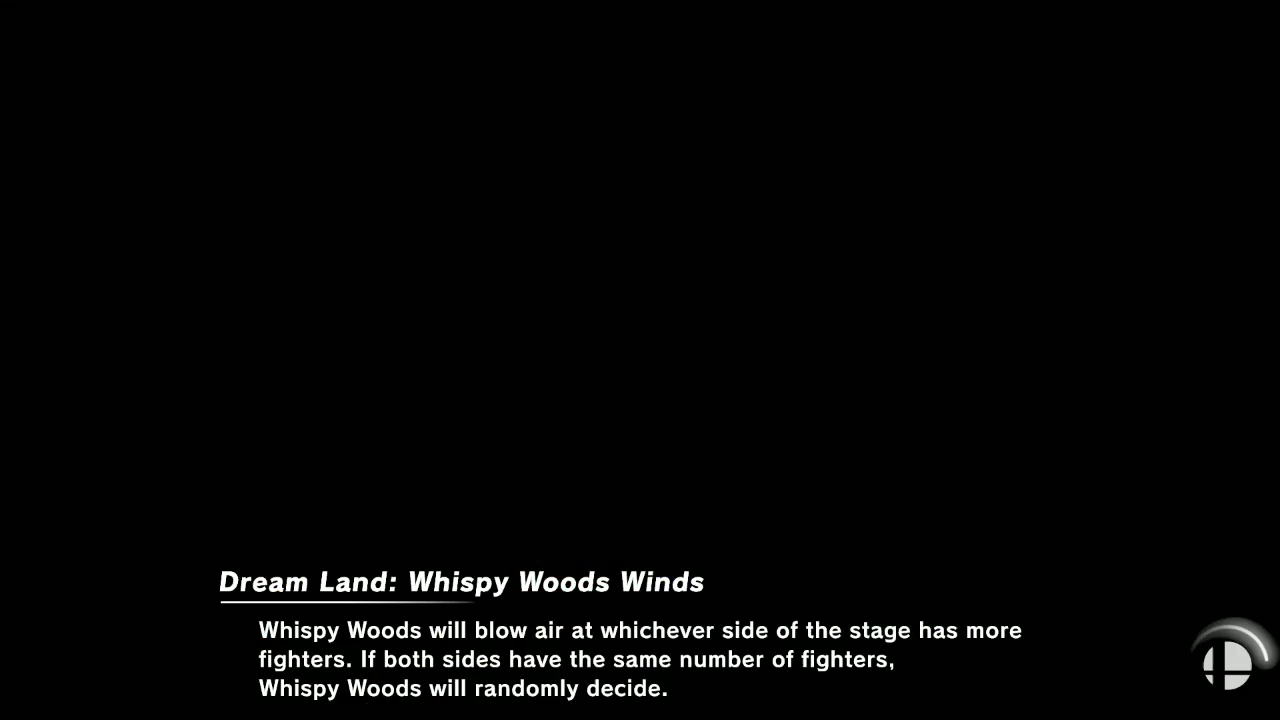 Dream Land: Whispy Woods Winds
Whispy Woods will blow air at whichever side of the stage has more
fighters. If both sides have the same number of fighters,
Whispy Woods will randomly decide.